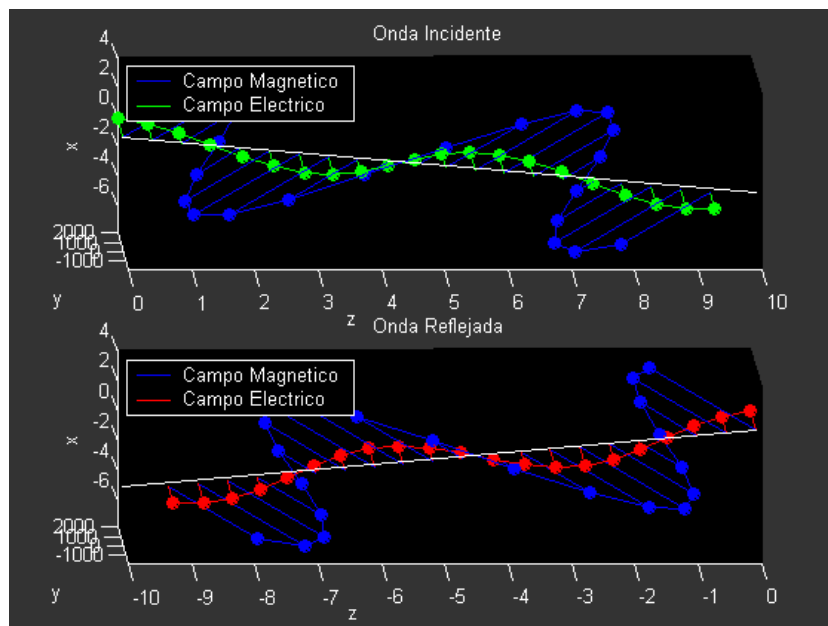 Onda Incidente
4
2
0
-2
-4
-6
x
Campo Magnetico
Campo Electrico
2000
1000
0
-1000
y
0 1 2 3 4 5 6 7 8 9 10
z
Onda Reflejada
4
2
0
-2
-4
-6
x
Campo Magnetico
Campo Electrico
2000
1000
0
-1000
y
-10 -9 -8 -7 -6 -5 -4 -3 -2 -1 0
z